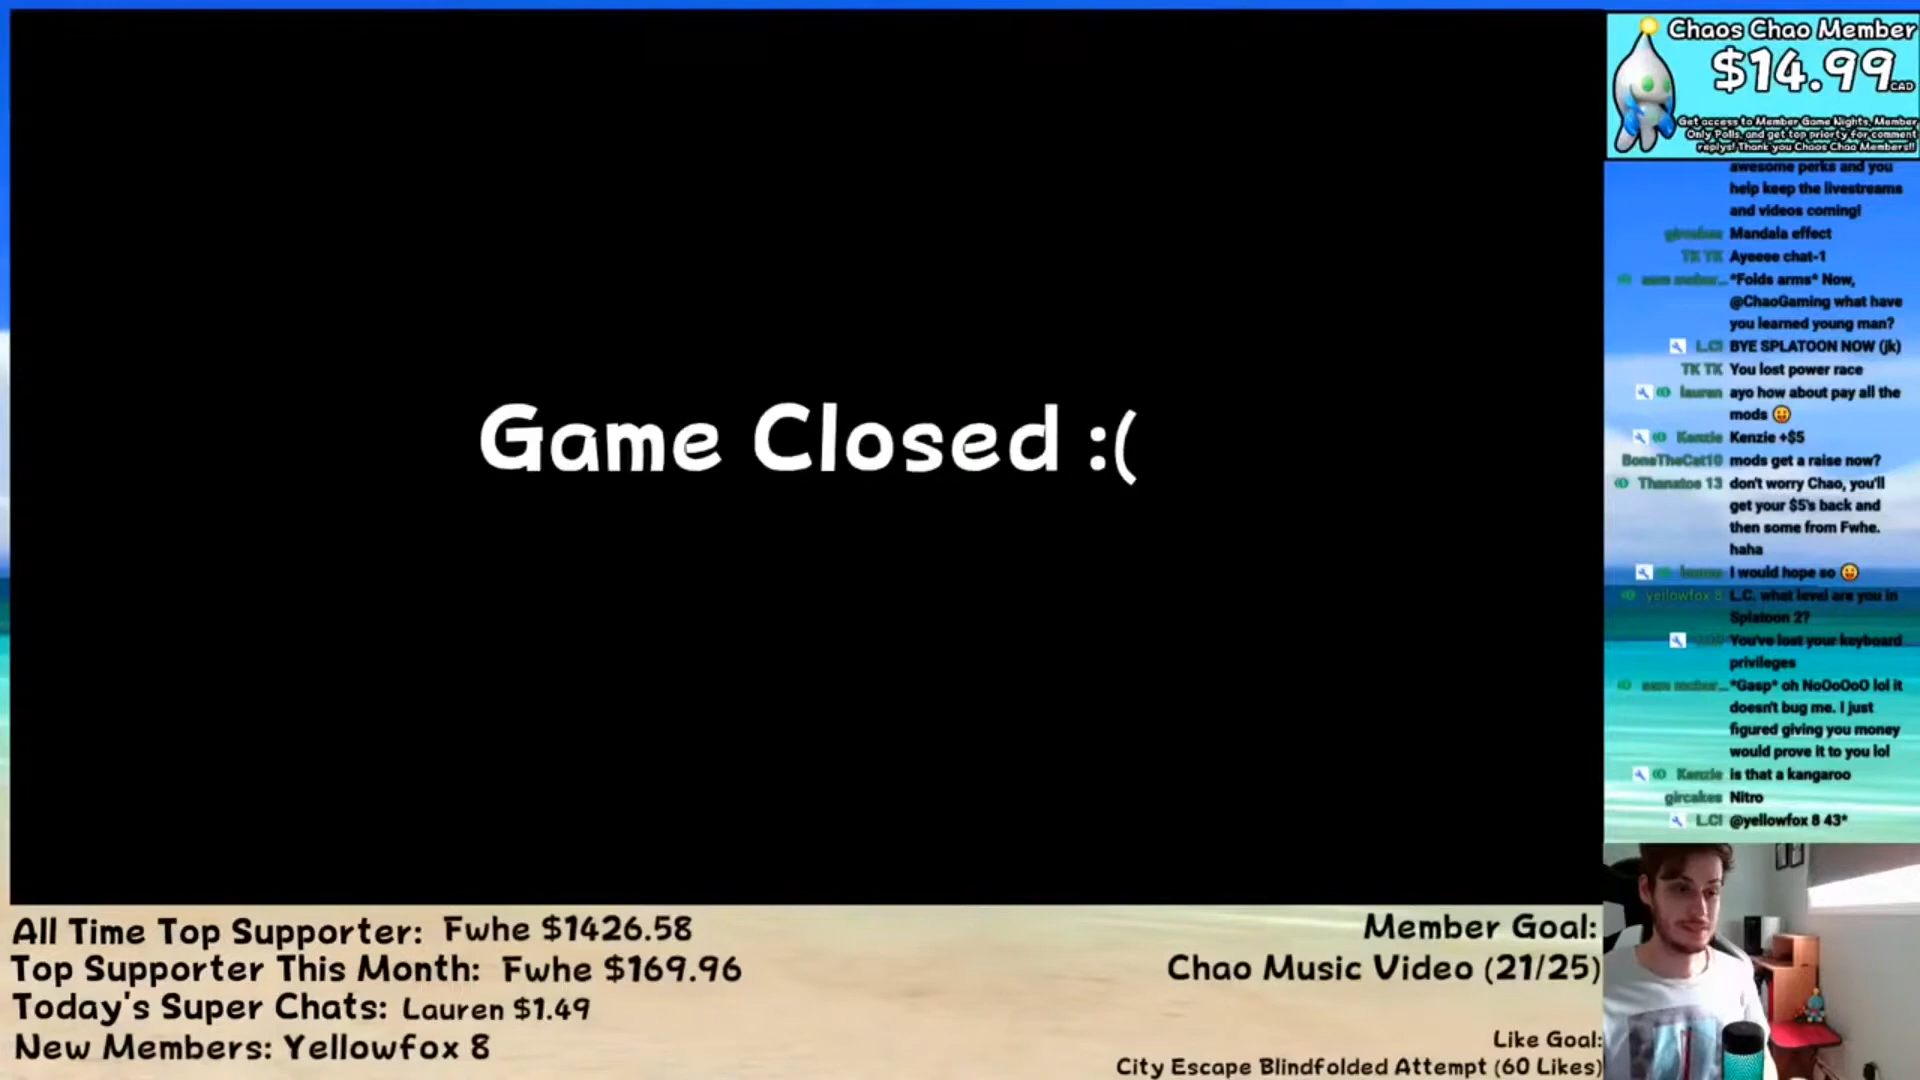 Game Closed :(
Chaos Chao Member
$14.99 CAD
Get access to Member Game Nights, Member
Only Polls, and get top priorty for comment
replys! Thank you Chaos Chao Members!!
awesome perks and you
help keep the livestreams
and videos coming!
gircakes Mandala effect
TK TK Ayeeee chat-1
*Folds arms* Now,
@ChaoGaming what have
you learned young man?
L.C! BYE SPLATOON NOW (jk)
TK TK You lost power race
lauren ayo how about pay all the
mods 😛
Kenzie Kenzie +$5
BoneTheCat10 mods get a raise now?
Thanatos 13 don't worry Chao, you'll
get your $5's back and
then some from Fwhe.
haha
lauren I would hope so 😛
yellowfox 8 L.C. what level are you in
Splatoon 2?
You've lost your keyboard
privileges
*Gasp* oh NoOoOoO lol it
doesn't bug me. I just
figured giving you money
would prove it to you lol
Kenzie is that a kangaroo
gircakes Nitro
L.C! @yellowfox 8 43*
All Time Top Supporter: Fwhe $1426.58
Top Supporter This Month: Fwhe $169.96
Today's Super Chats: Lauren $1.49
New Members: Yellowfox 8
Member Goal:
Chao Music Video (21/25)
Like Goal:
City Escape Blindfolded Attempt (60 Likes)